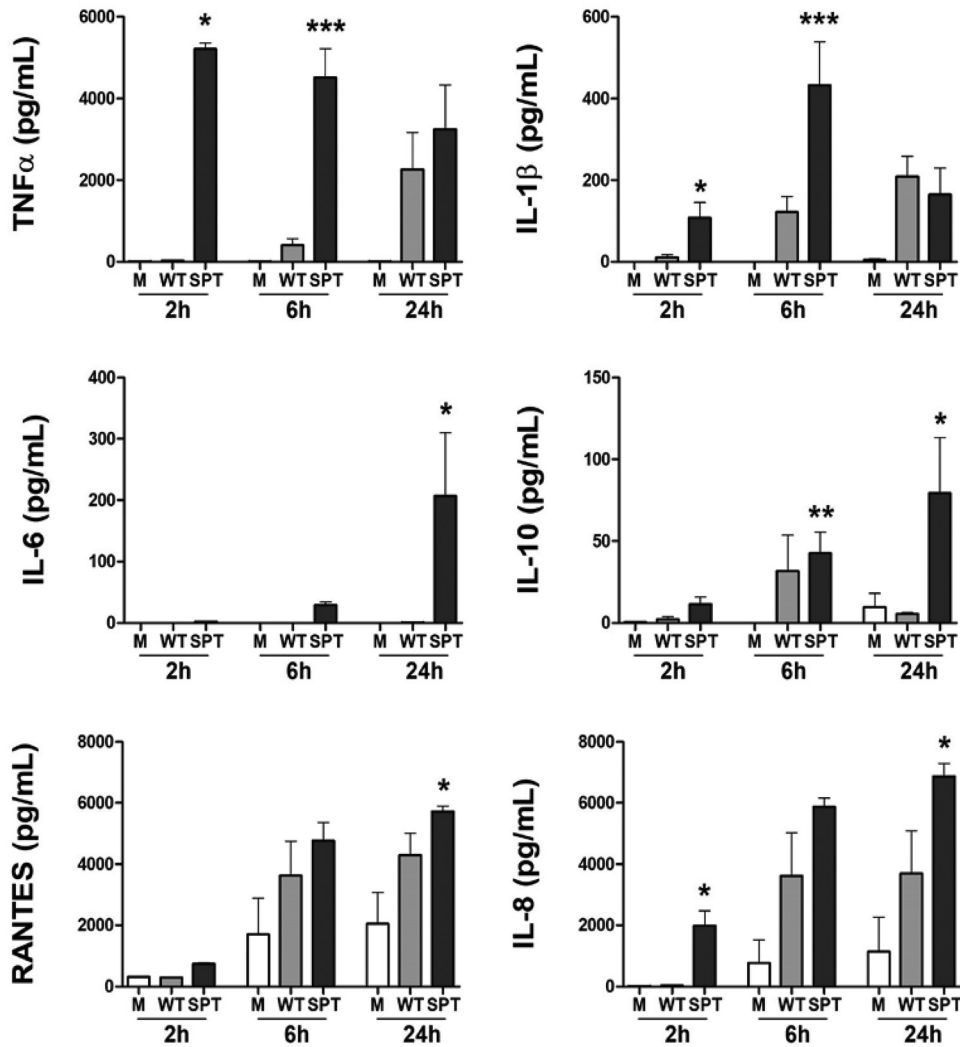 TNFα (pg/mL)
6000
4000
2000
0
* ***
M WT SPT M WT SPT M WT SPT
2h 6h 24h
IL-1β (pg/mL)
600
400
200
0
* ***
M WT SPT M WT SPT M WT SPT
2h 6h 24h
IL-6 (pg/mL)
400
300
200
100
0
*
M WT SPT M WT SPT M WT SPT
2h 6h 24h
IL-10 (pg/mL)
150
100
50
0
** *
M WT SPT M WT SPT M WT SPT
2h 6h 24h
RANTES (pg/mL)
8000
6000
4000
2000
0
*
M WT SPT M WT SPT M WT SPT
2h 6h 24h
IL-8 (pg/mL)
8000
6000
4000
2000
0
* *
M WT SPT M WT SPT M WT SPT
2h 6h 24h